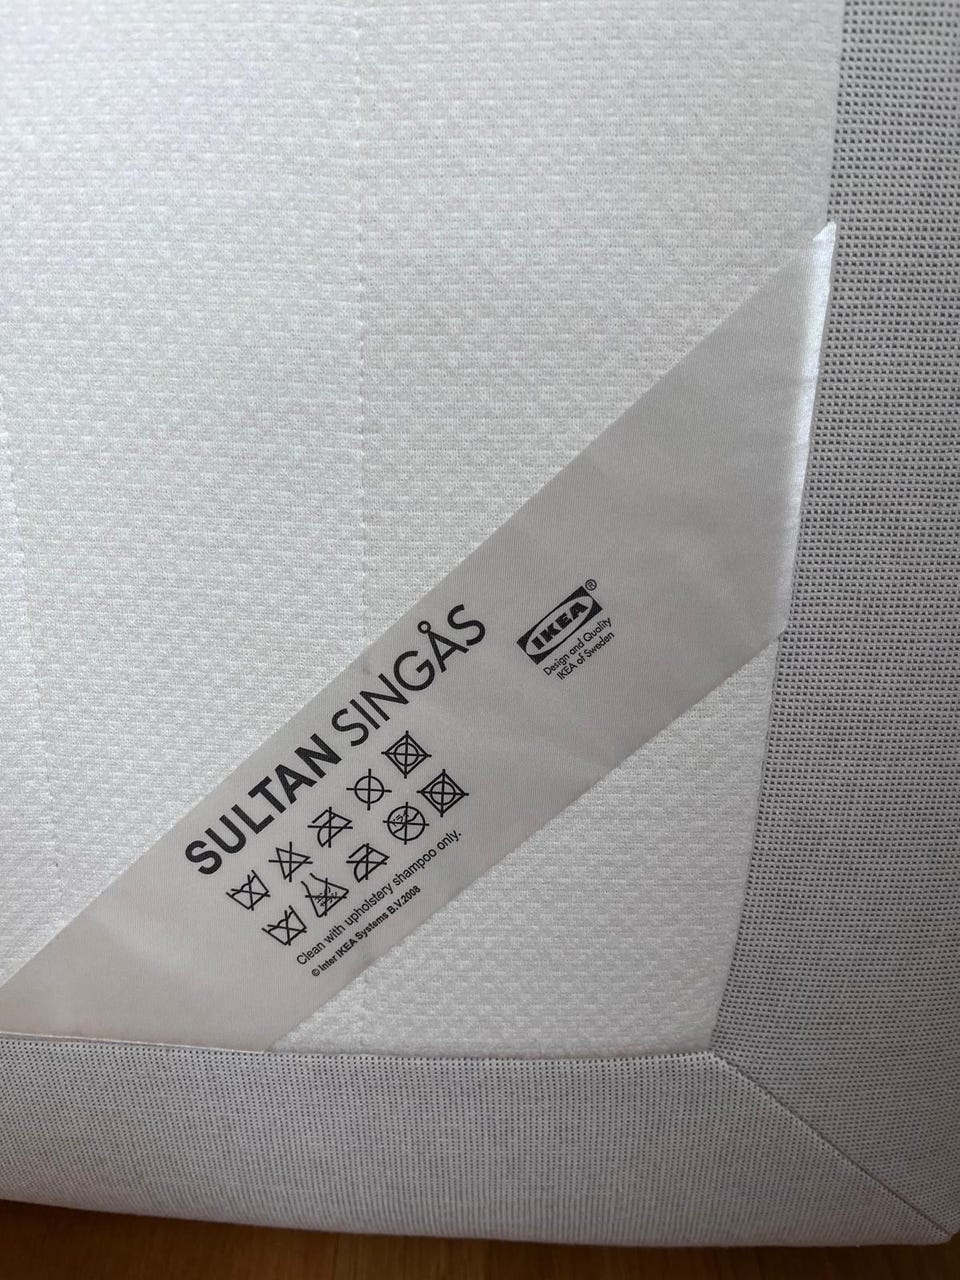 SULTAN SINGÅS
IKEA®
Design and Quality
IKEA of Sweden
Clean with upholstery shampoo only.
© Inter IKEA Systems B.V.2008